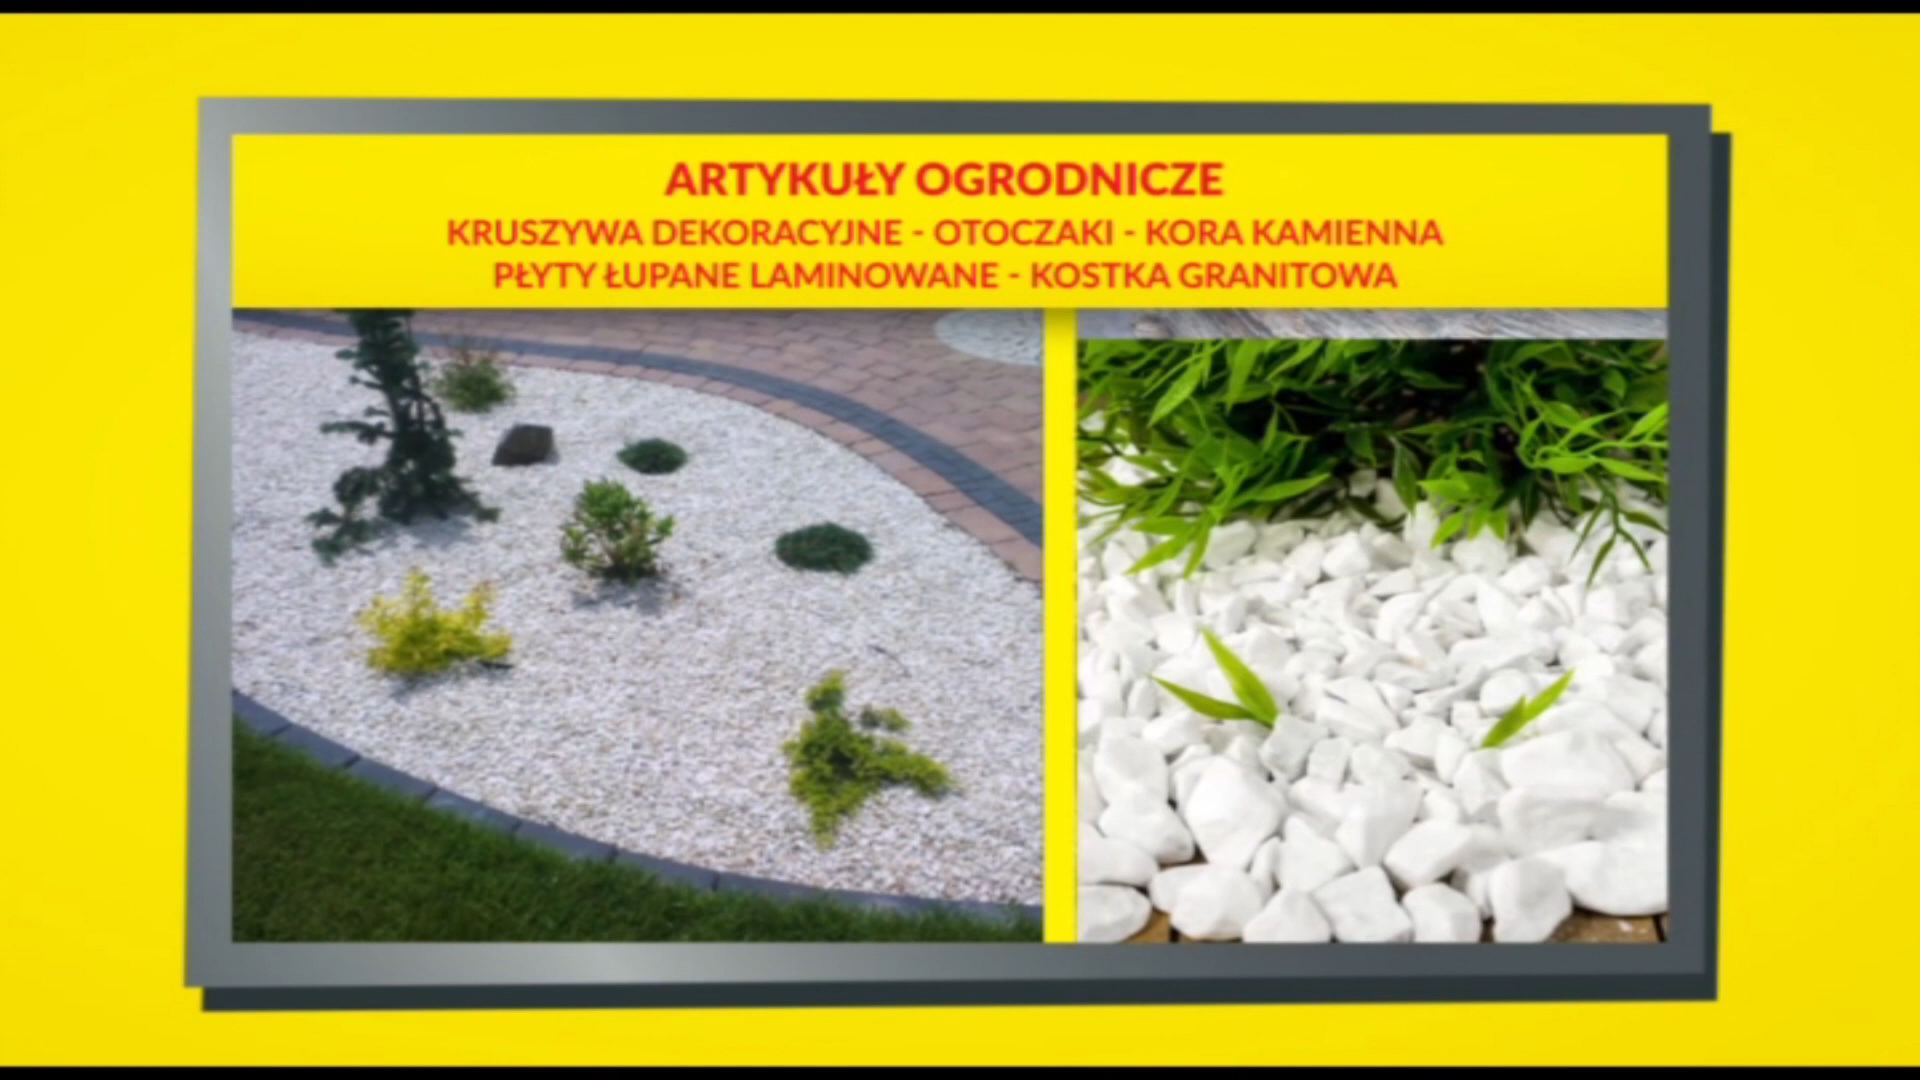 ARTYKUŁY OGRODNICZE
KRUSZYWA DEKORACYJNE - OTOCZAKI - KORA KAMIENNA
PŁYTY ŁUPANE LAMINOWANE - KOSTKA GRANITOWA